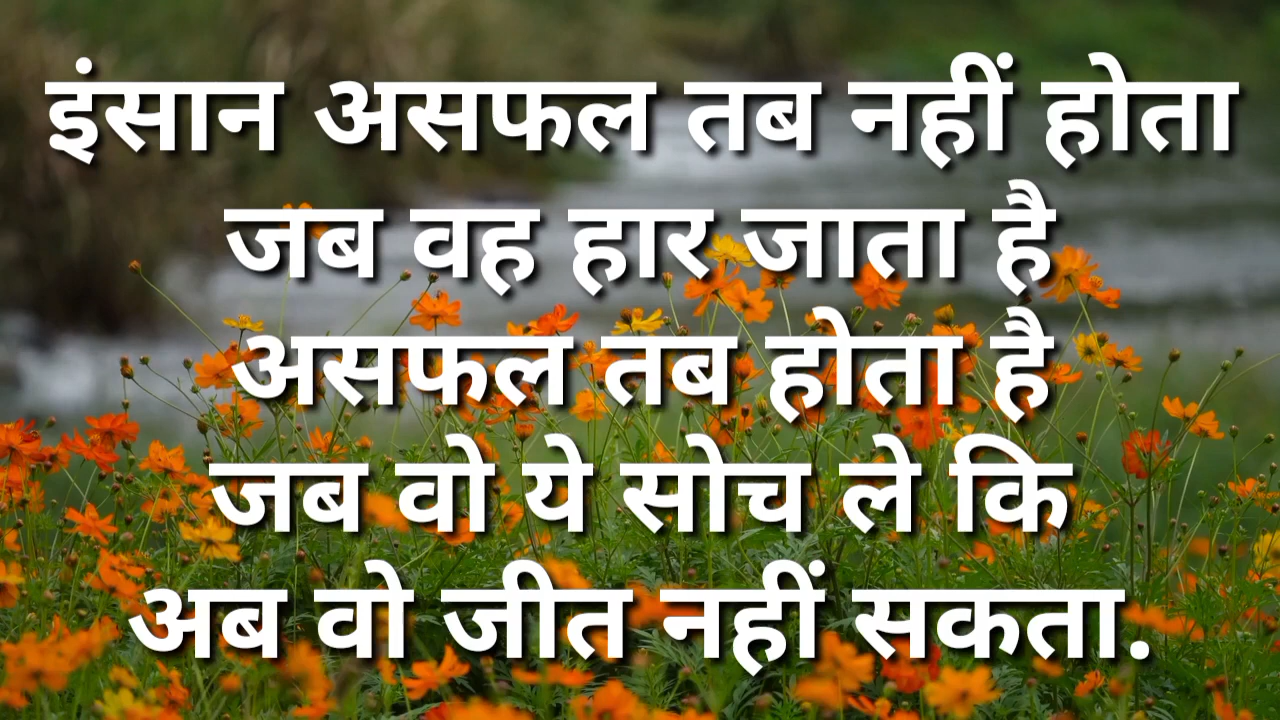 इंसान असफल तब नहीं होता
जब वह हार जाता है
असफल तब होता है
जब वो ये सोच ले कि
अब वो जीत नहीं सकता.